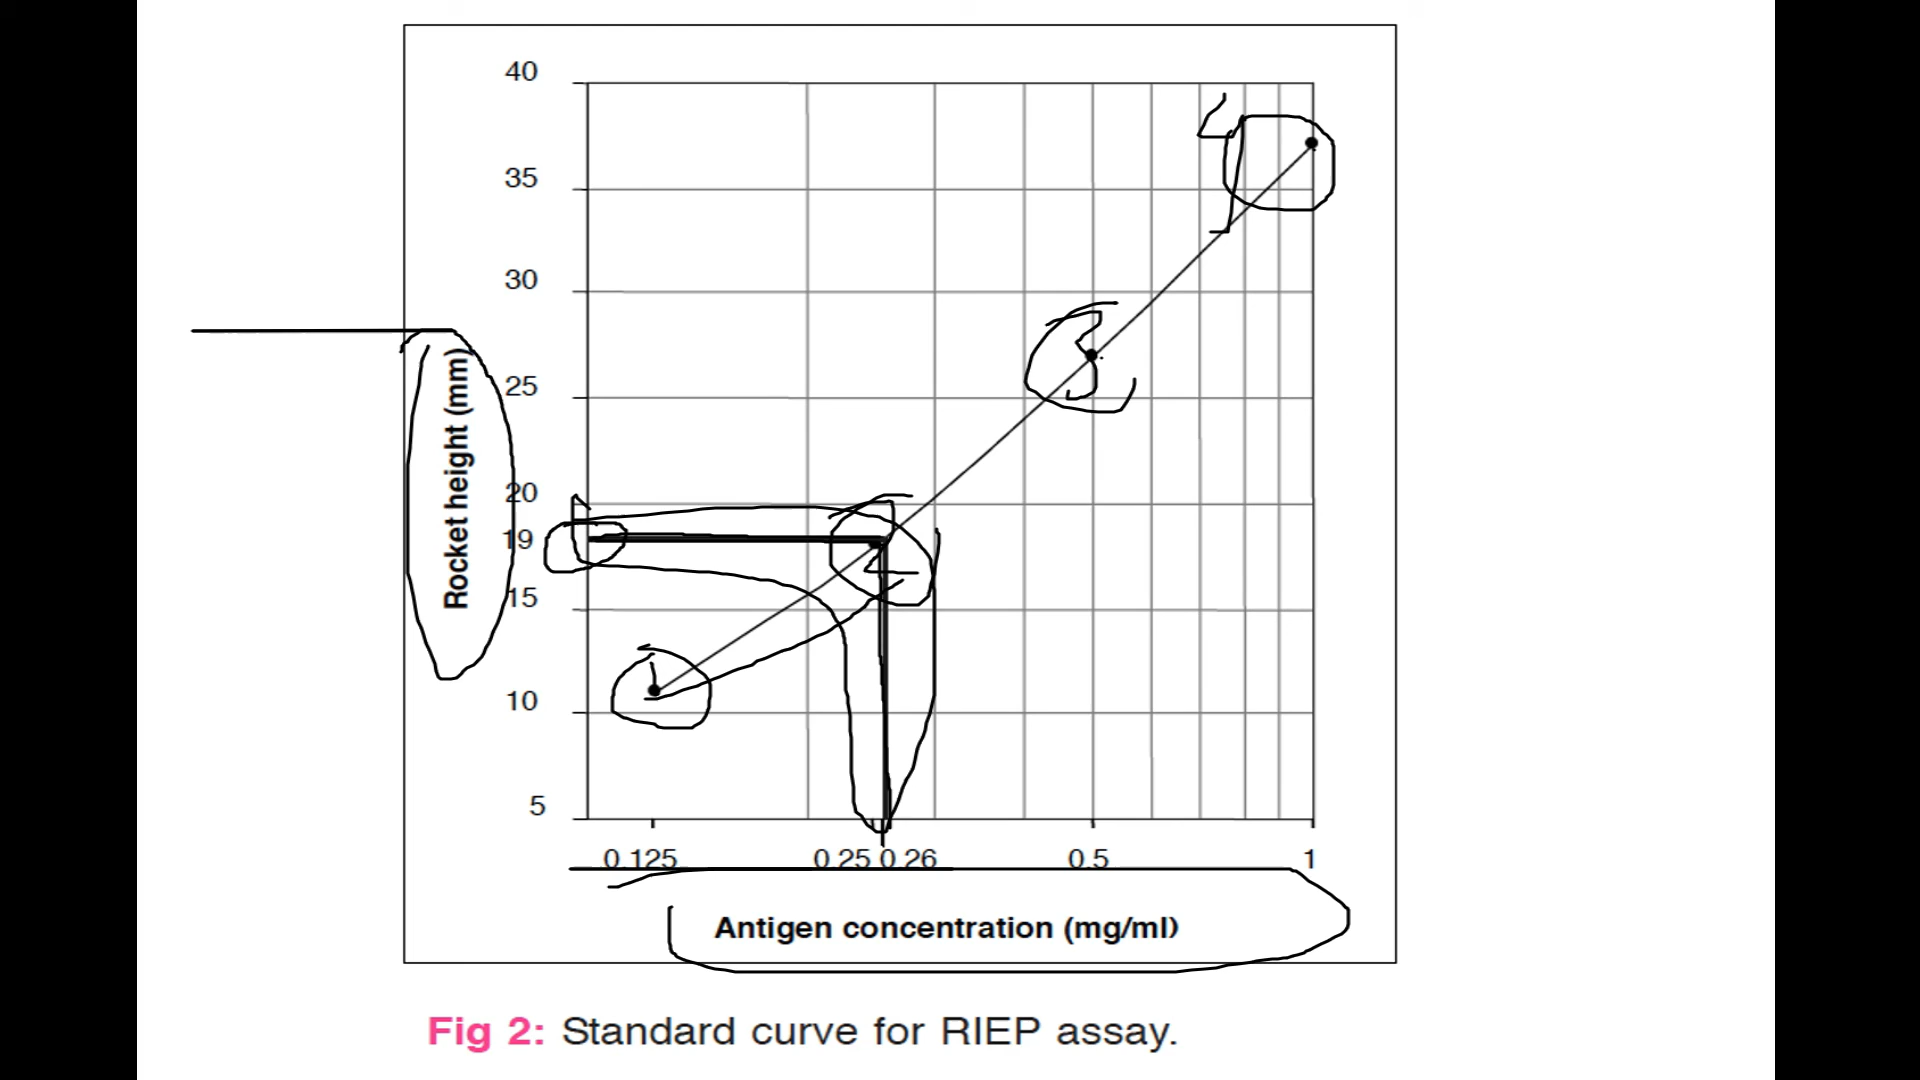 40
35
30
25
20
19
15
10
5
Rocket height (mm)
0.125 0.25 0.26 0.5 1
Antigen concentration (mg/ml)
Fig 2: Standard curve for RIEP assay.